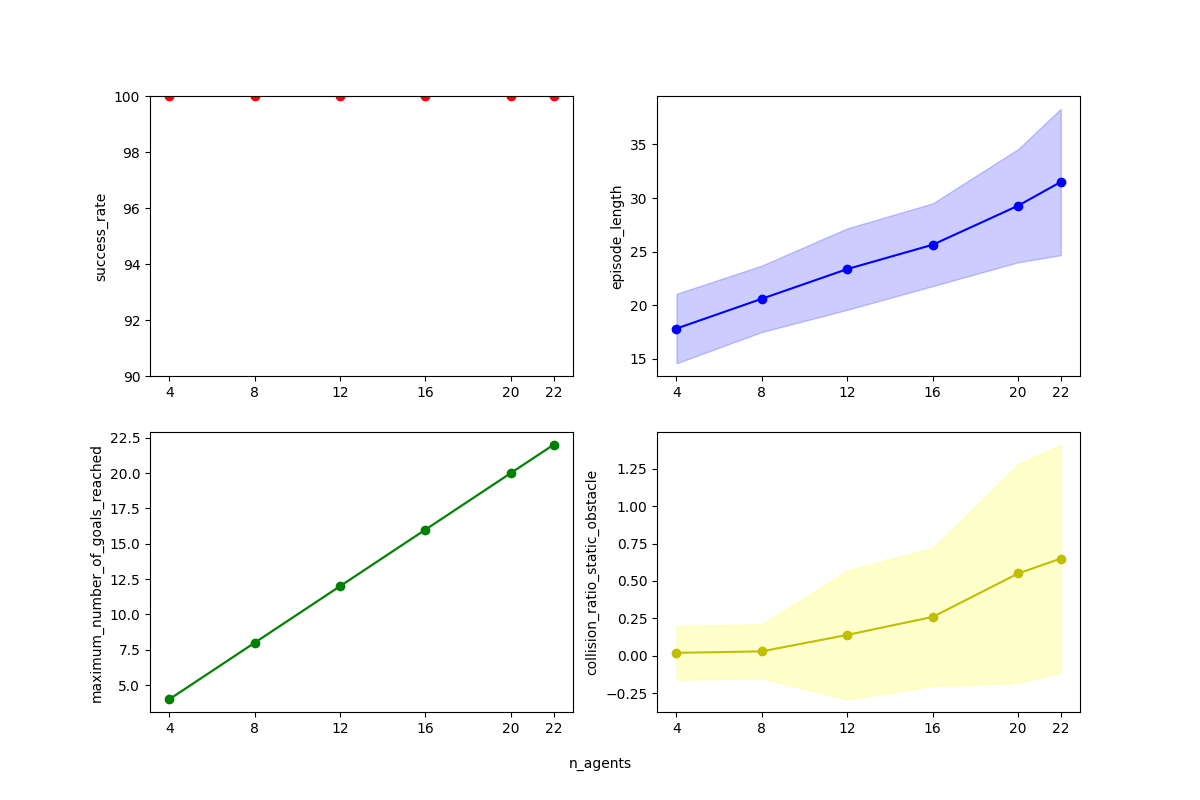 success_rate
100
98
96
94
92
90
4 8 12 16 20 22
episode_length
35
30
25
20
15
4 8 12 16 20 22
maximum_number_of_goals_reached
22.5
20.0
17.5
15.0
12.5
10.0
7.5
5.0
4 8 12 16 20 22
collision_ratio_static_obstacle
1.25
1.00
0.75
0.50
0.25
0.00
−0.25
4 8 12 16 20 22
n_agents